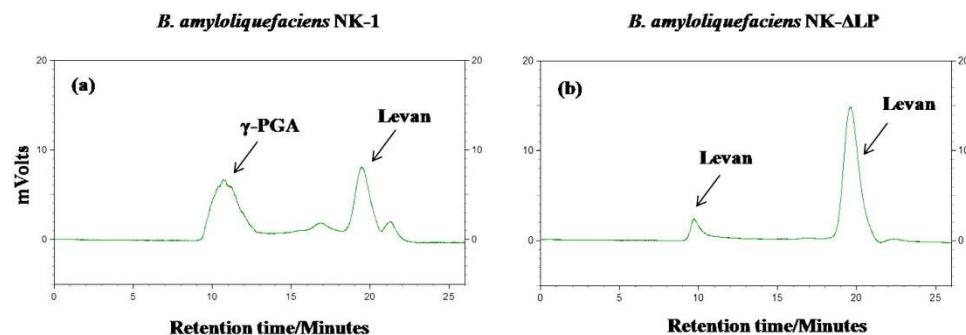 B. amyloliquefaciens NK-1
B. amyloliquefaciens NK-ΔLP
(a)
γ-PGA
Levan
mVolts
20
10
0
20
10
0
0
5
10
15
20
25
Retention time/Minutes
(b)
Levan
Levan
20
10
0
20
10
0
0
5
10
15
20
25
Retention time/Minutes